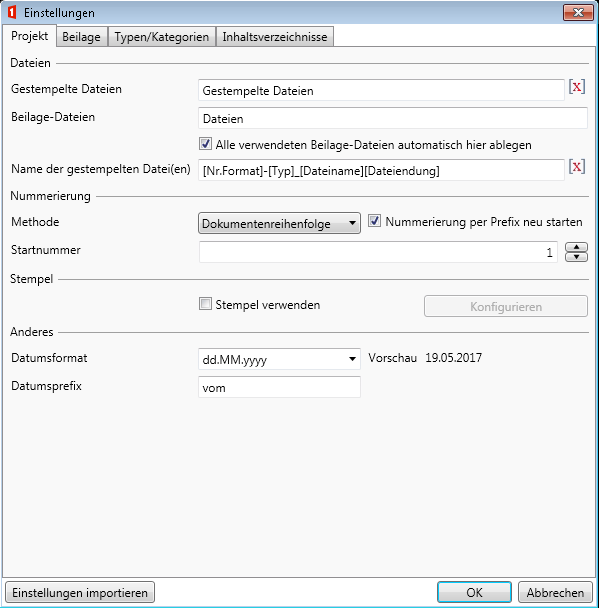 Einstellungen
Projekt Beilage Typen/Kategorien Inhaltsverzeichnisse
Dateien
Gestempelte Dateien Gestempelte Dateien [x]
Beilage-Dateien Dateien
Alle verwendeten Beilage-Dateien automatisch hier ablegen
Name der gestempelten Datei(en) [Nr.Format]-[Typ]_[Dateiname][Dateiendung] [x]
Nummerierung
Methode Dokumentenreihenfolge Nummerierung per Prefix neu starten
Startnummer 1
Stempel
Stempel verwenden Konfigurieren
Anderes
Datumsformat dd.MM.yyyy Vorschau 19.05.2017
Datumsprefix vom
Einstellungen importieren OK Abbrechen